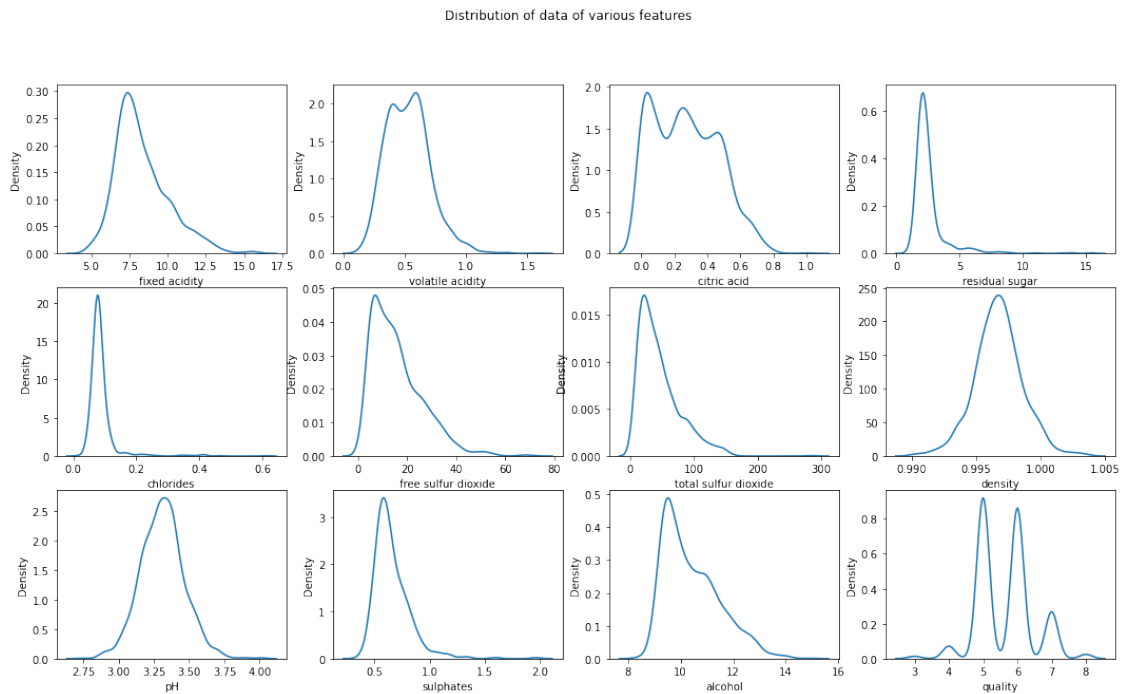 Distribution of data of various features
0.30
0.25
0.20
0.15
0.10
0.05
0.00
Density
5.0 7.5 10.0 12.5 15.0 17.5
fixed acidity
2.0
1.5
1.0
0.5
0.0
Density
0.0 0.5 1.0 1.5
volatile acidity
2.0
1.5
1.0
0.5
0.0
Density
0.0 0.2 0.4 0.6 0.8 1.0
citric acid
0.6
0.4
0.2
0.0
Density
0 5 10 15
residual sugar
20
15
10
5
0
Density
0.0 0.2 0.4 0.6
chlorides
0.05
0.04
0.03
0.02
0.01
0.00
Density
0 20 40 60 80
free sulfur dioxide
0.015
0.010
0.005
0.000
Density
0 100 200 300
total sulfur dioxide
250
200
150
100
50
0
Density
0.990 0.995 1.000 1.005
density
2.5
2.0
1.5
1.0
0.5
0.0
Density
2.75 3.00 3.25 3.50 3.75 4.00
pH
3
2
1
0
Density
0.5 1.0 1.5 2.0
sulphates
0.5
0.4
0.3
0.2
0.1
0.0
Density
8 10 12 14 16
alcohol
0.8
0.6
0.4
0.2
0.0
Density
3 4 5 6 7 8
quality